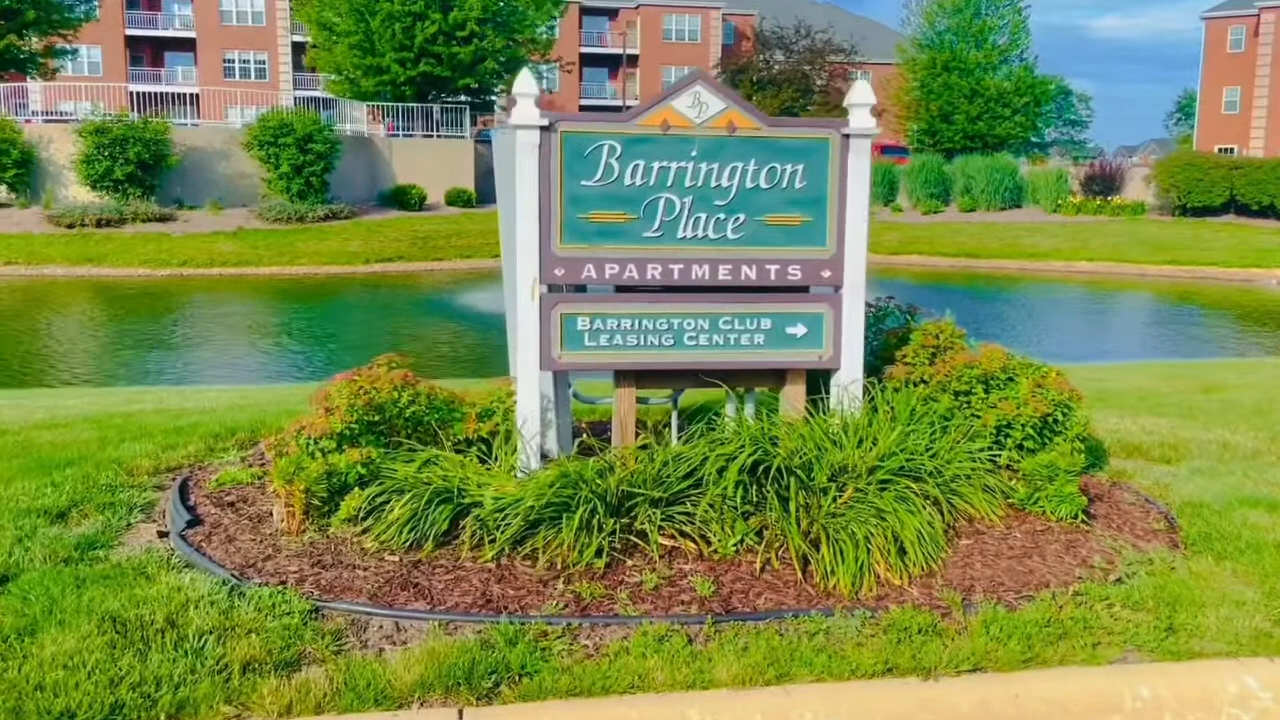 BP
Barrington
Place
APARTMENTS
BARRINGTON CLUB
LEASING CENTER